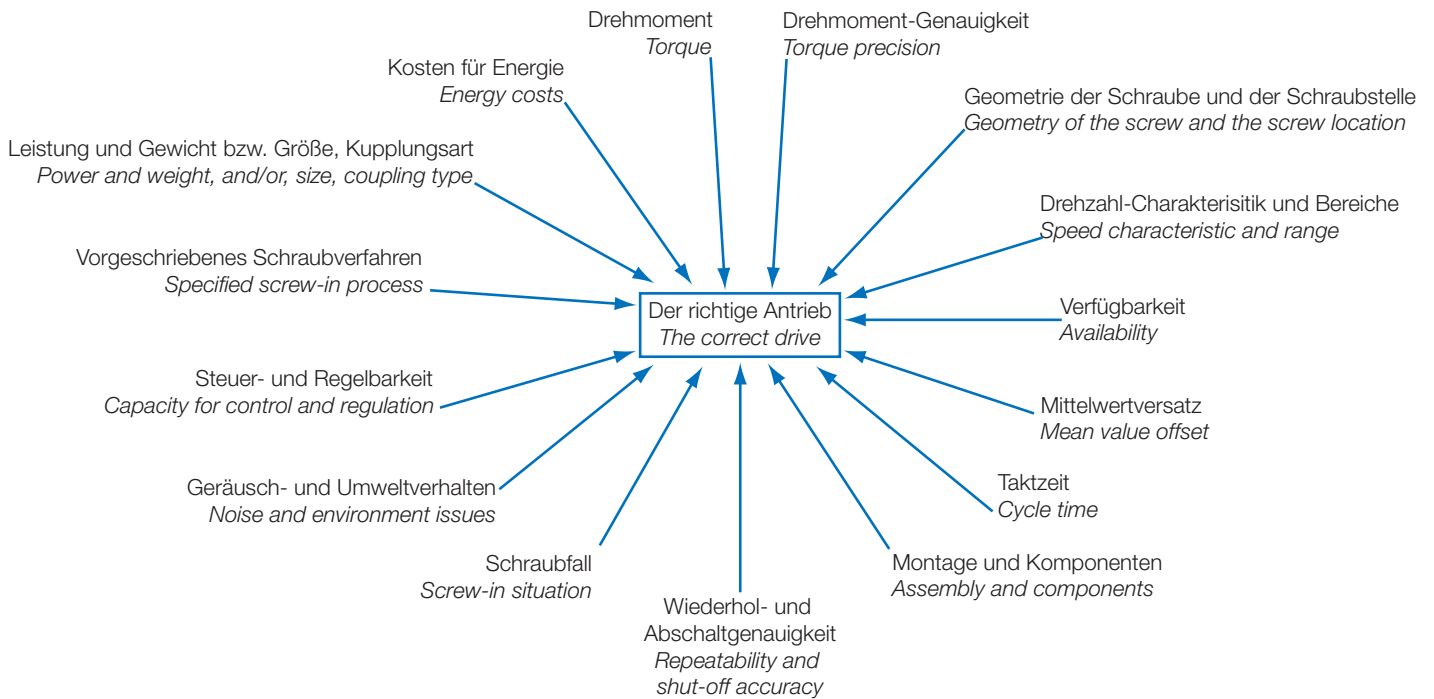 Drehmoment
Torque
Drehmoment-Genauigkeit
Torque precision
Kosten für Energie
Energy costs
Geometrie der Schraube und der Schraubstelle
Geometry of the screw and the screw location
Leistung und Gewicht bzw. Größe, Kupplungsart
Power and weight, and/or, size, coupling type
Drehzahl-Charakterisitik und Bereiche
Speed characteristic and range
Vorgeschriebenes Schraubverfahren
Specified screw-in process
Der richtige Antrieb
The correct drive
Verfügbarkeit
Availability
Steuer- und Regelbarkeit
Capacity for control and regulation
Mittelwertversatz
Mean value offset
Geräusch- und Umweltverhalten
Noise and environment issues
Taktzeit
Cycle time
Schraubfall
Screw-in situation
Montage und Komponenten
Assembly and components
Wiederhol- und
Abschaltgenauigkeit
Repeatability and
shut-off accuracy